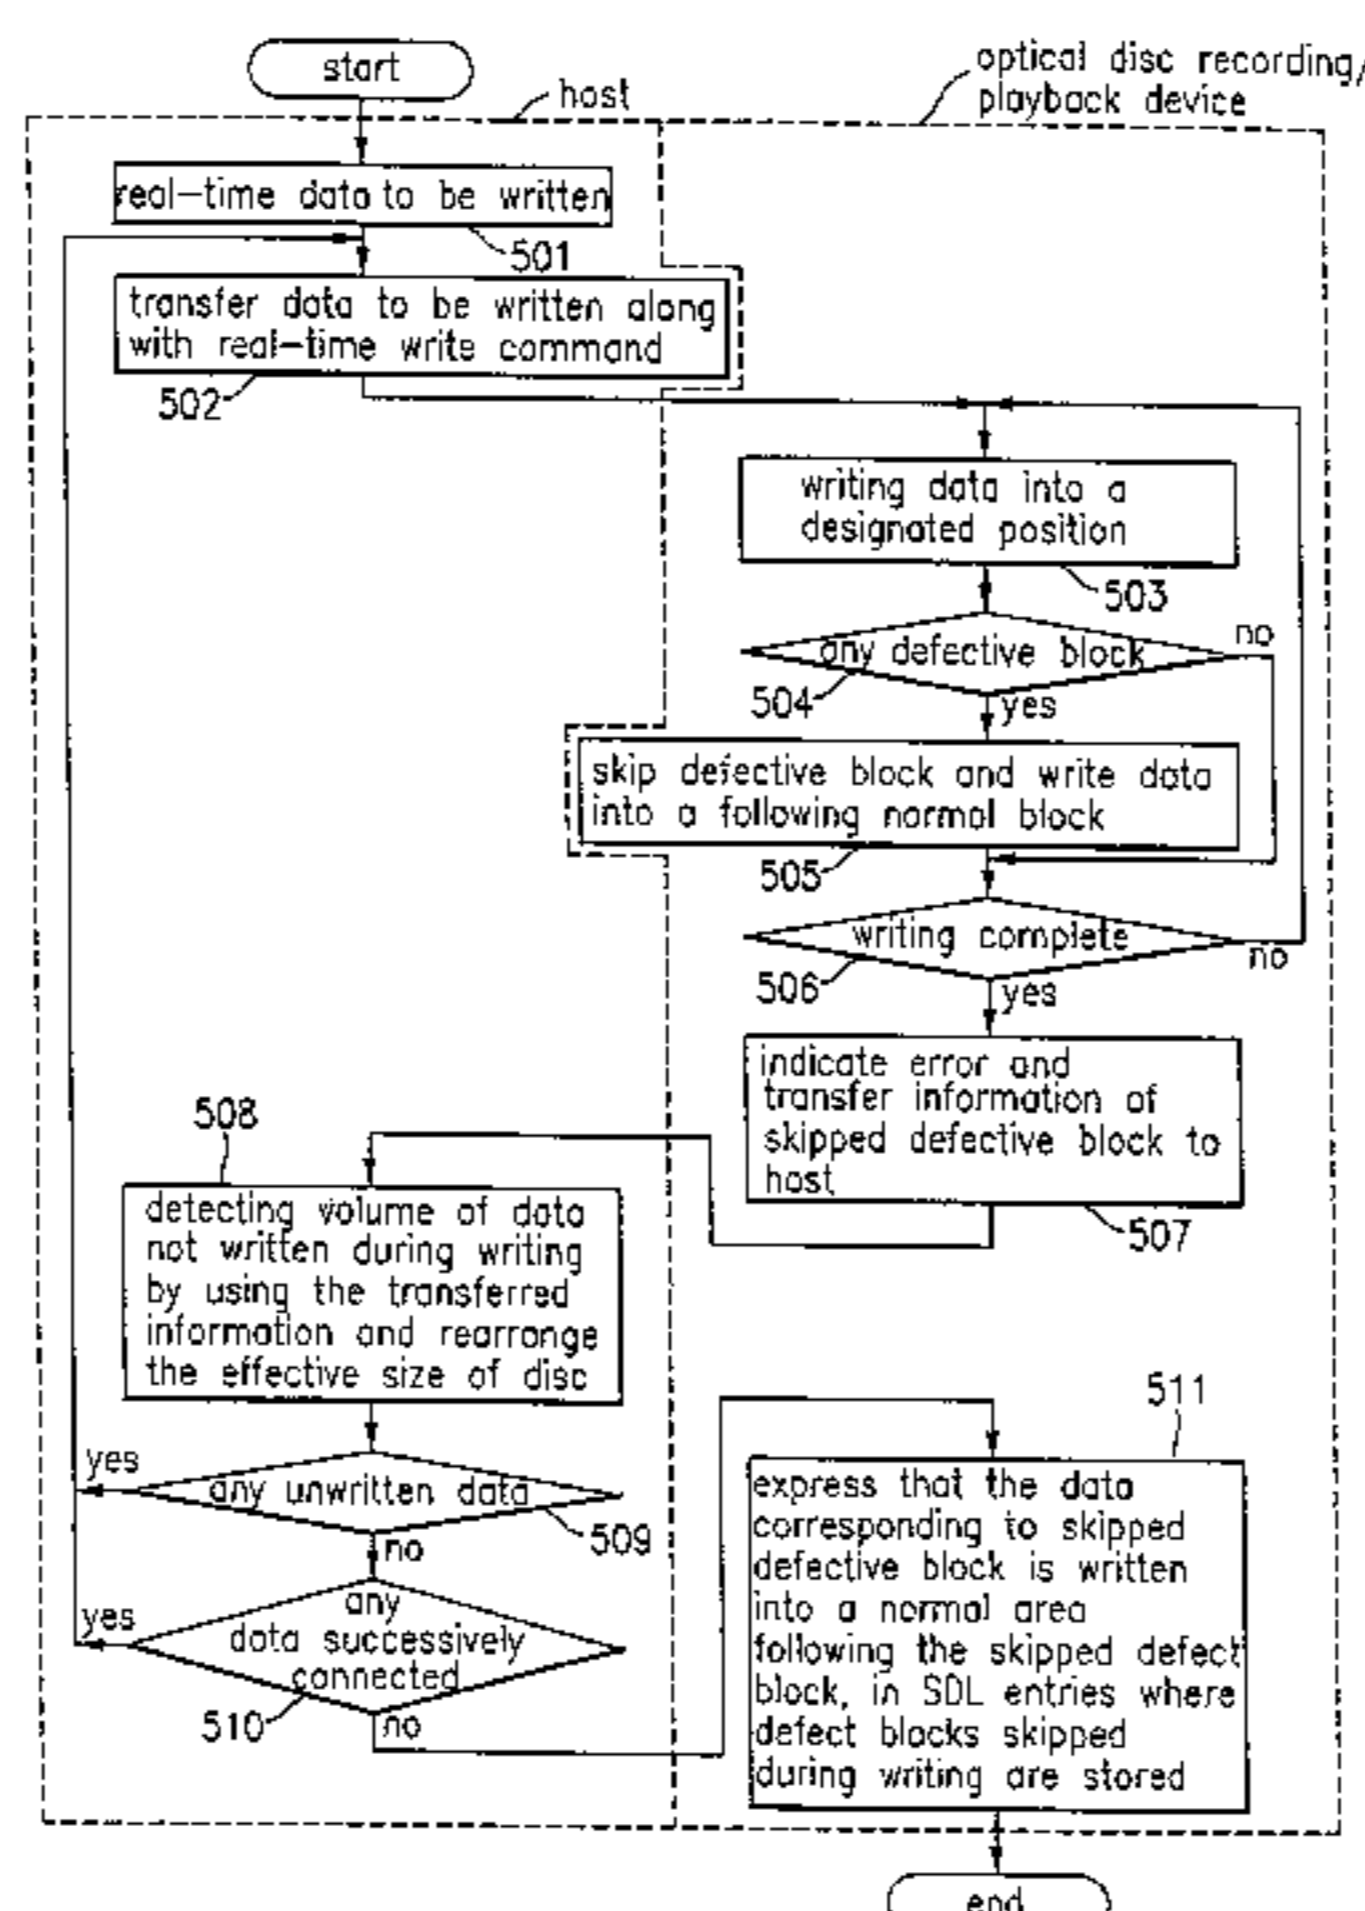 start
host
optical disc recording/
playback device
real-time data to be written
501
transfer data to be written along
with real-time write command
502
writing data into a
designated position
503
any defective block
no
504
yes
skip defective block and write data
into a following normal block
505
writing complete
no
506
yes
indicate error and
transfer information of
skipped defective block to
host
507
508
detecting volume of data
not written during writing
by using the transferred
information and rearrange
the effective size of disc
yes
any unwritten data
509
no
yes
any
data successively
connected
510
no
511
express that the data
corresponding to skipped
defective block is written
into a normal area
following the skipped defect
block, in SDL entries where
defect blocks skipped
during writing are stored
end